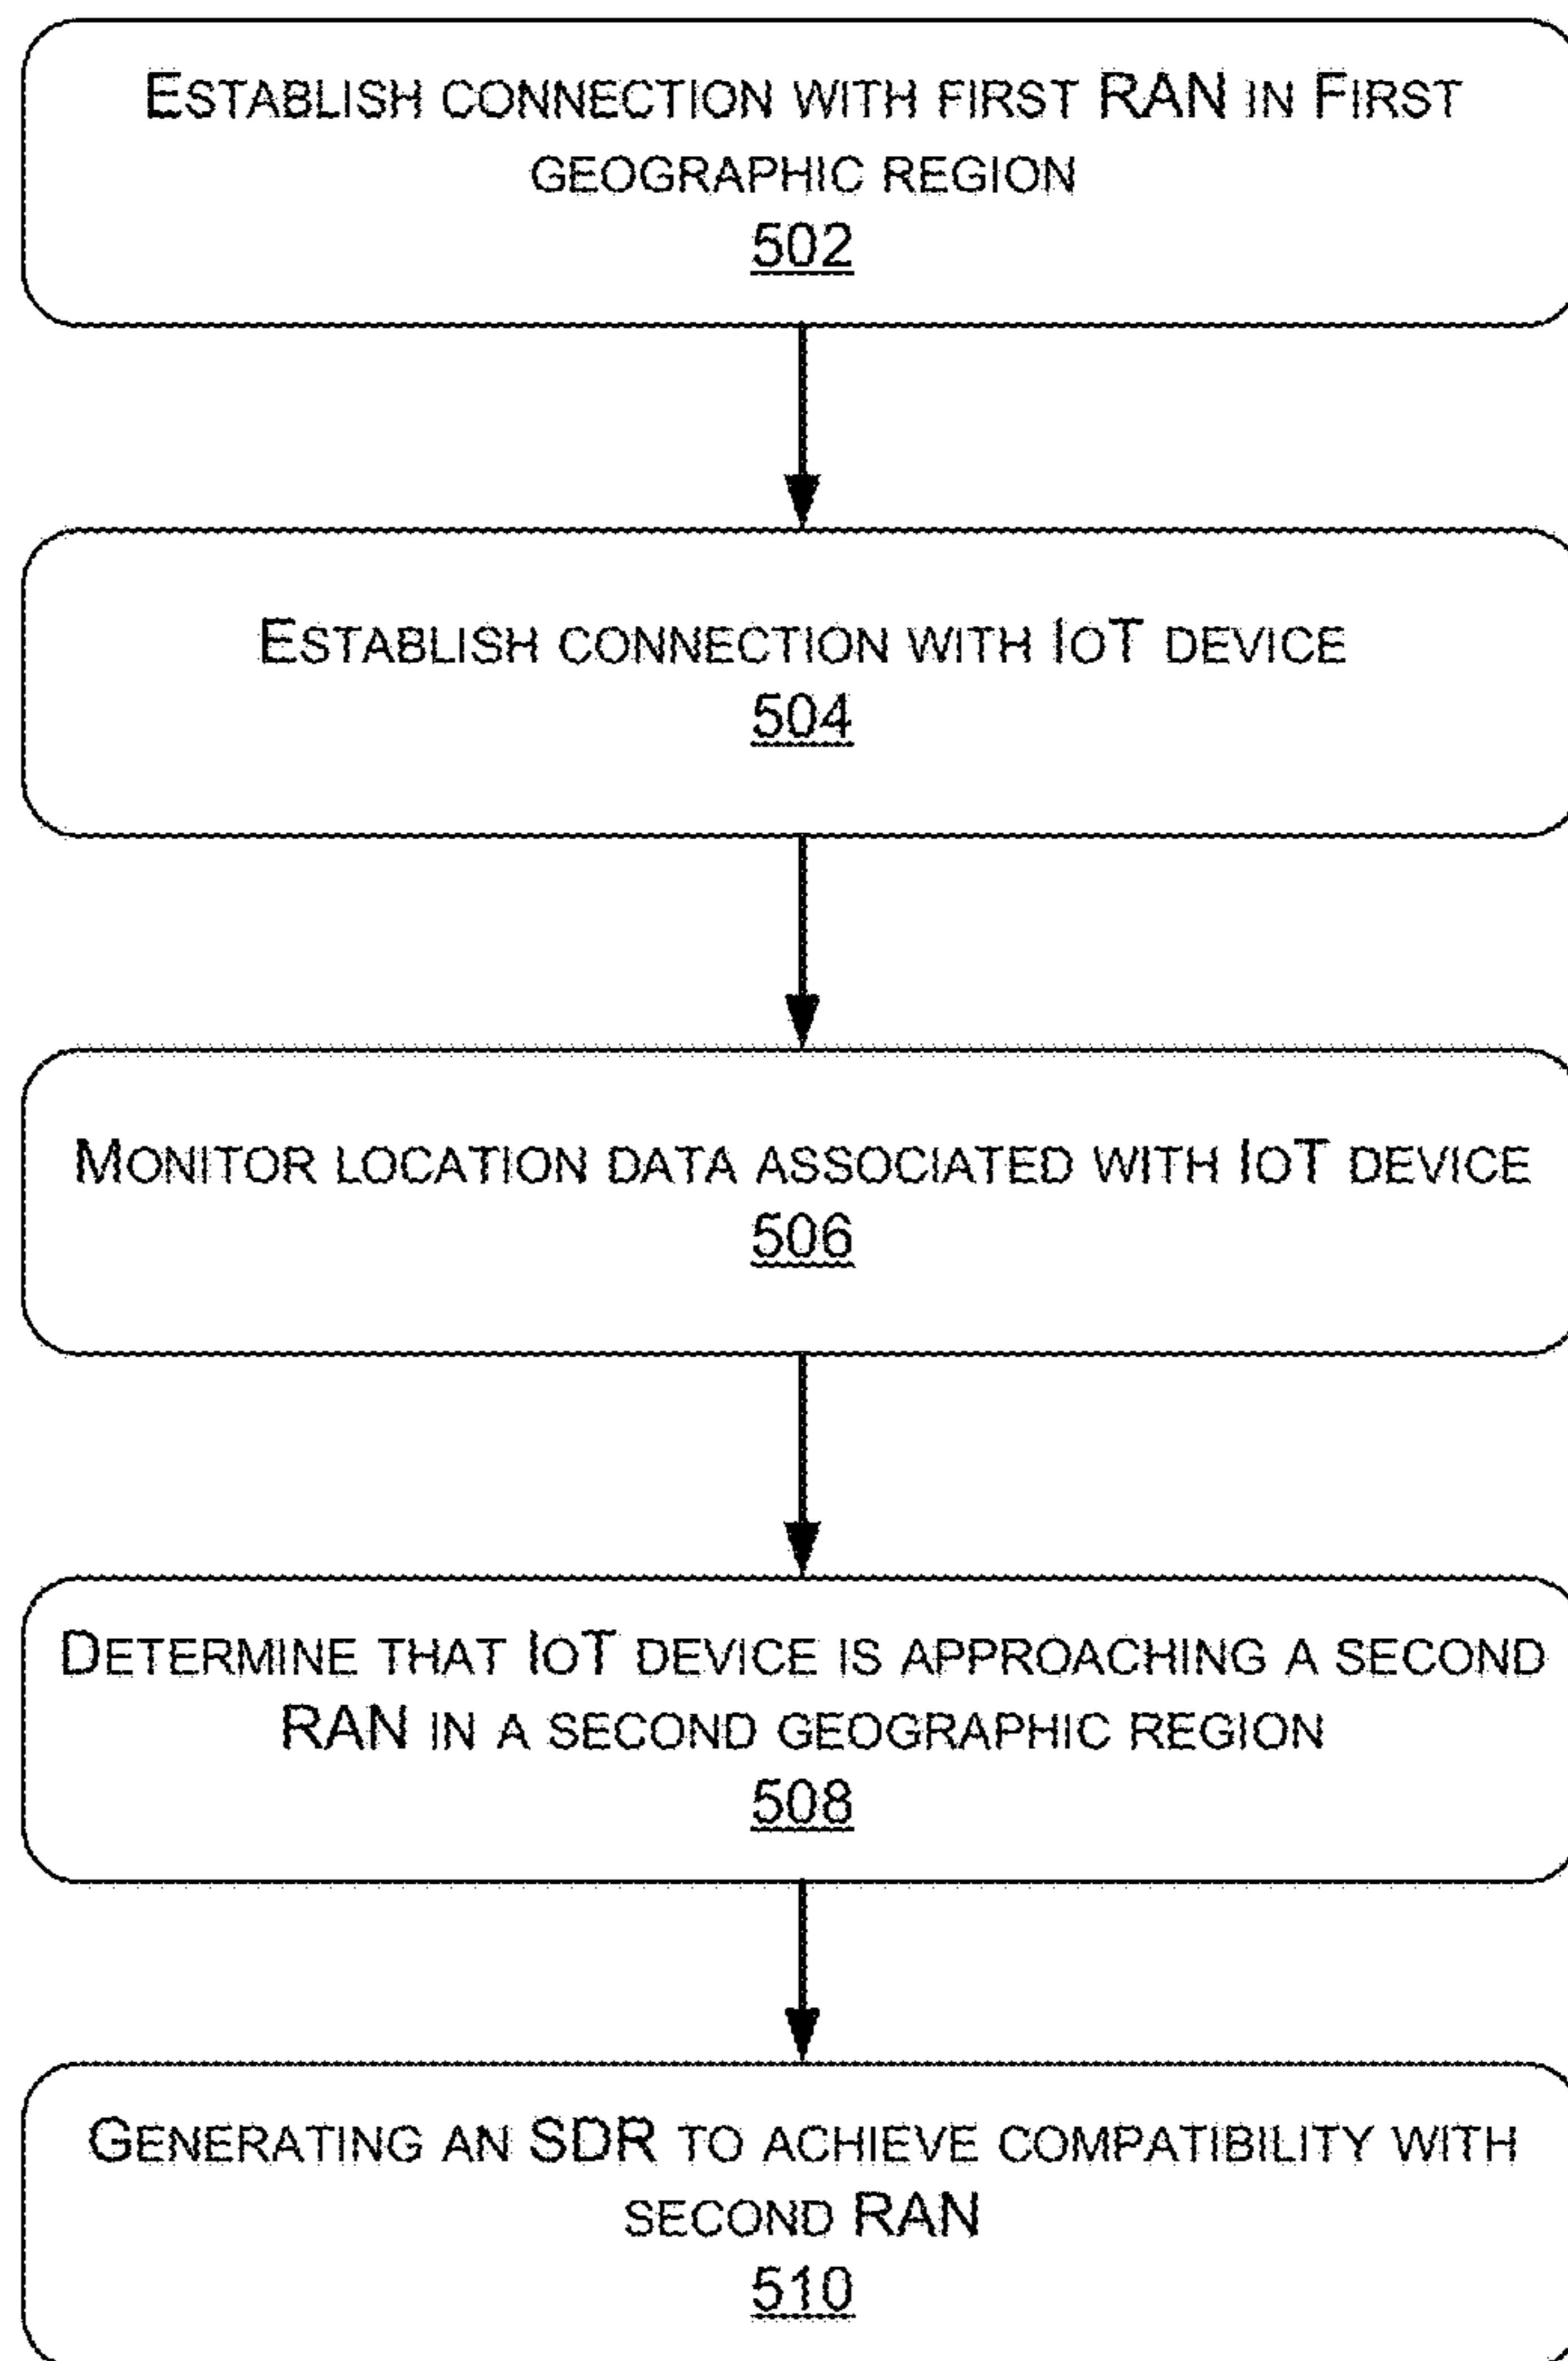 ESTABLISH CONNECTION WITH FIRST RAN IN FIRST
GEOGRAPHIC REGION
502
ESTABLISH CONNECTION WITH IOT DEVICE
504
MONITOR LOCATION DATA ASSOCIATED WITH IOT DEVICE
506
DETERMINE THAT IOT DEVICE IS APPROACHING A SECOND
RAN IN A SECOND GEOGRAPHIC REGION
508
GENERATING AN SDR TO ACHIEVE COMPATIBILITY WITH
SECOND RAN
510